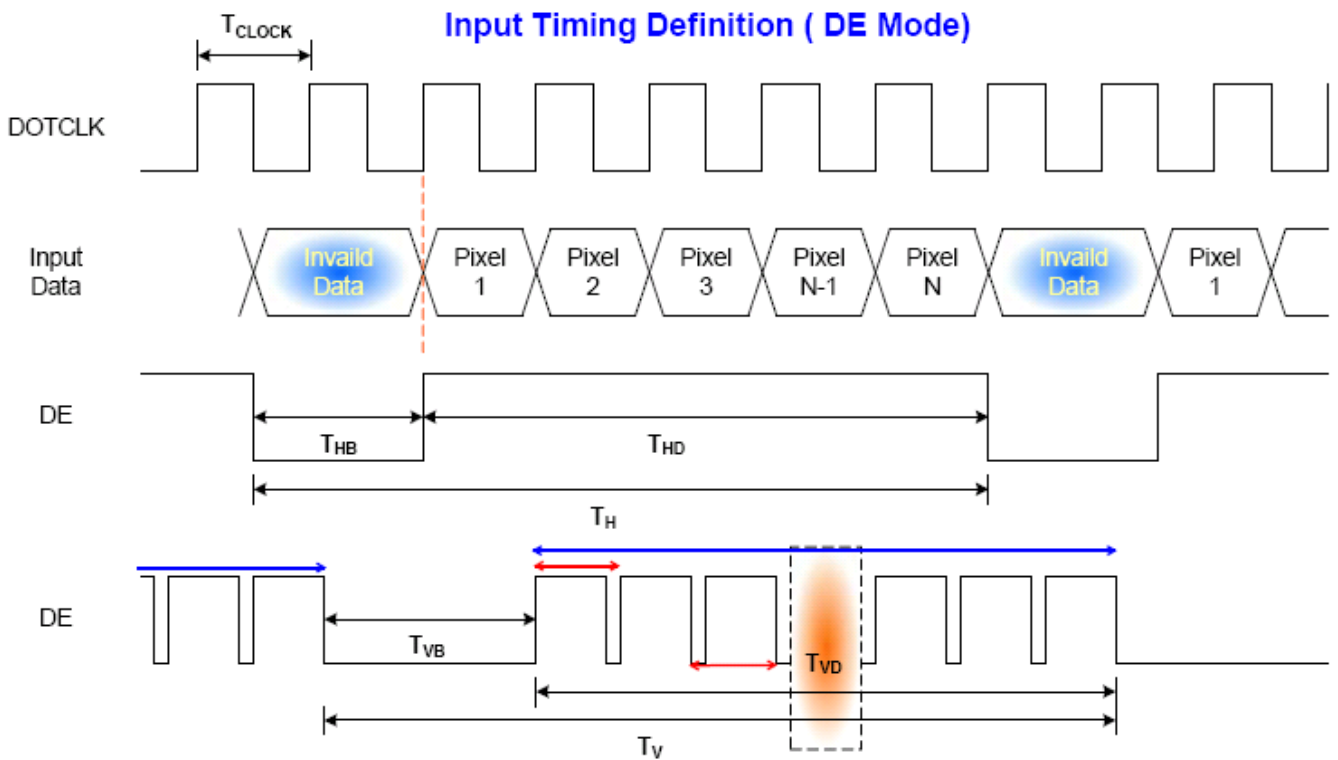 Input Timing Definition ( DE Mode)
TCLOCK
DOTCLK
Input
Data
Invaild
Data
Pixel
1
Pixel
2
Pixel
3
Pixel
N-1
Pixel
N
Invaild
Data
Pixel
1
DE
THB
THD
TH
DE
TVB
TVD
TV